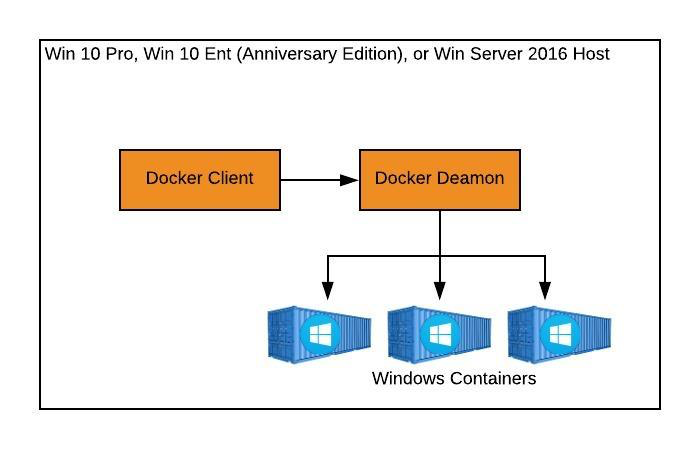 Win 10 Pro, Win 10 Ent (Anniversary Edition), or Win Server 2016 Host
Docker Client
Docker Deamon
Windows Containers